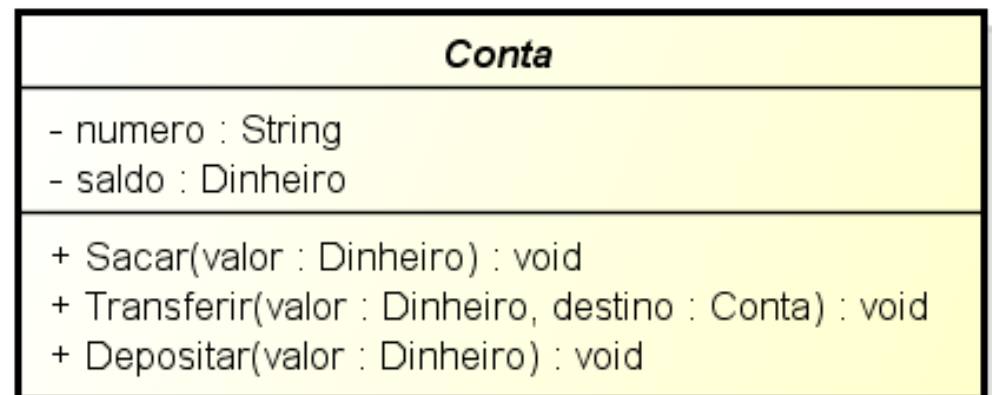 Conta
- numero : String
- saldo : Dinheiro
+ Sacar(valor : Dinheiro) : void
+ Transferir(valor : Dinheiro, destino : Conta) : void
+ Depositar(valor : Dinheiro) : void